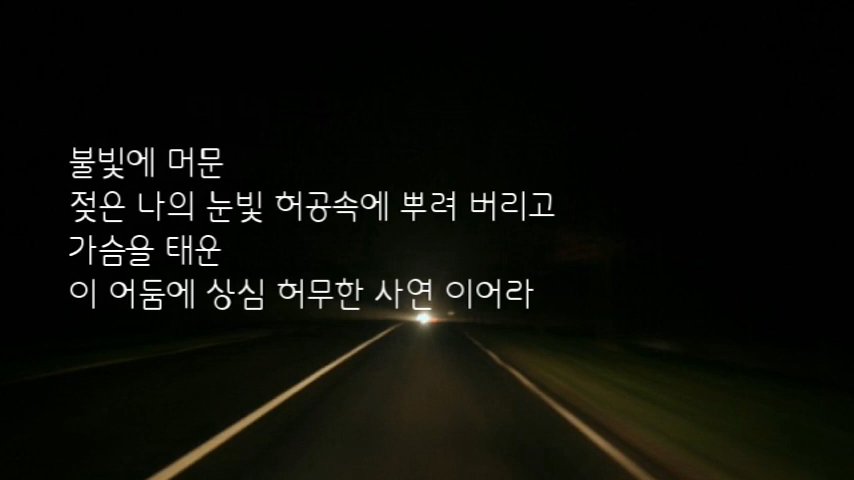 불빛에 머문
젖은 나의 눈빛 허공속에 뿌려 버리고
가슴을 태운
이 어둠에 상심 허무한 사연 이어라